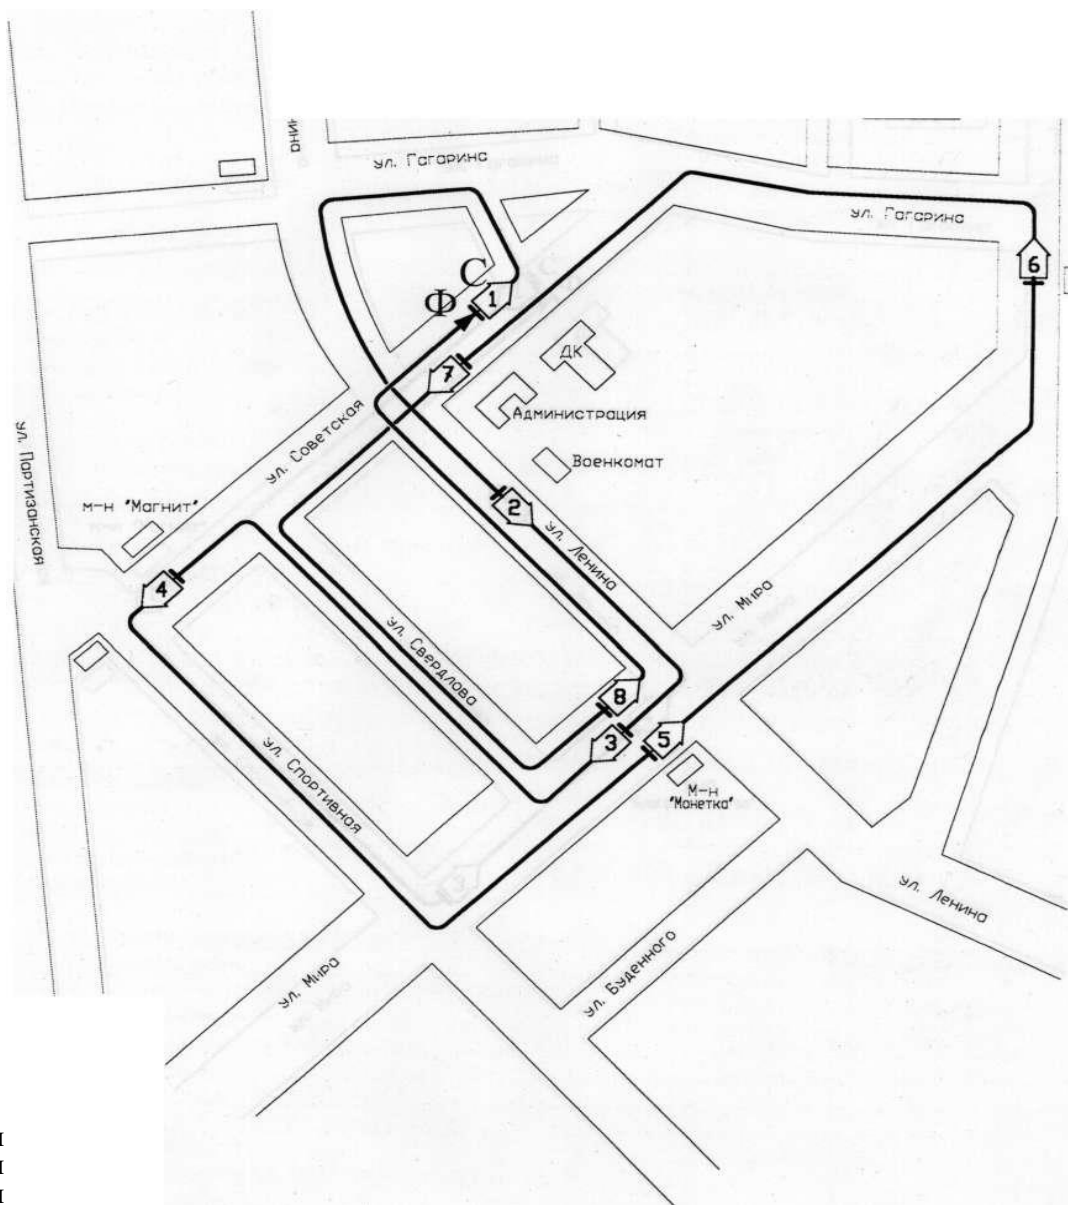 ина
ул. Гагарина
ул. Гагарина
6
С
Ф
1
ДК
7
Администрация
ул. Советская
Военкомат
ул. Партизанская
м-н "Магнит"
2
ул. Ленина
4
ул. Мира
ул. Свердлова
8
3
5
ул. Спортивная
М-н
"Монетка"
ул. Ленина
ул. Мира
ул. Буденного